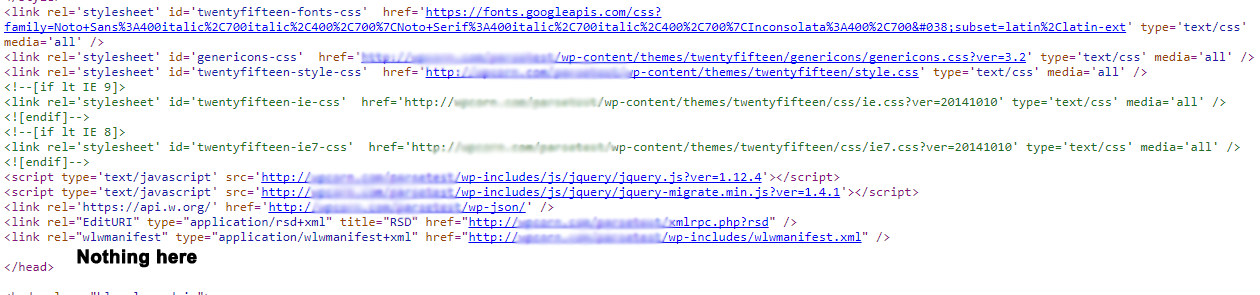 <link rel='stylesheet' id='twentyfifteen-fonts-css'  href='https://fonts.googleapis.com/css?
family=Noto+Sans%3A400italic%2C700italic%2C400%2C700%7CNoto+Serif%3A400italic%2C700italic%2C400%2C700%7CInconsolata%3A400%2C700&#038;subset=latin%2Clatin-ext' type='text/css'
media='all' />
<link rel='stylesheet' id='genericons-css'  href='http:// /wp-content/themes/twentyfifteen/genericons/genericons.css?ver=3.2' type='text/css' media='all' />
<link rel='stylesheet' id='twentyfifteen-style-css'  href='http:// wp-content/themes/twentyfifteen/style.css' type='text/css' media='all' />
<!--[if lt IE 9]>
<link rel='stylesheet' id='twentyfifteen-ie-css'  href='http:// /wp-content/themes/twentyfifteen/css/ie.css?ver=20141010' type='text/css' media='all' />
<![endif]-->
<!--[if lt IE 8]>
<link rel='stylesheet' id='twentyfifteen-ie7-css'  href='http:// /wp-content/themes/twentyfifteen/css/ie7.css?ver=20141010' type='text/css' media='all' />
<![endif]-->
<script type='text/javascript' src='http:// /wp-includes/js/jquery/jquery.js?ver=1.12.4'></script>
<script type='text/javascript' src='http:// /wp-includes/js/jquery/jquery-migrate.min.js?ver=1.4.1'></script>
<link rel='https://api.w.org/' href='http:// /wp-json/' />
<link rel="EditURI" type="application/rsd+xml" title="RSD" href="http:// xmlrpc.php?rsd" />
<link rel="wlwmanifest" type="application/wlwmanifest+xml" href="http:// /wp-includes/wlwmanifest.xml" />
Nothing here
</head>